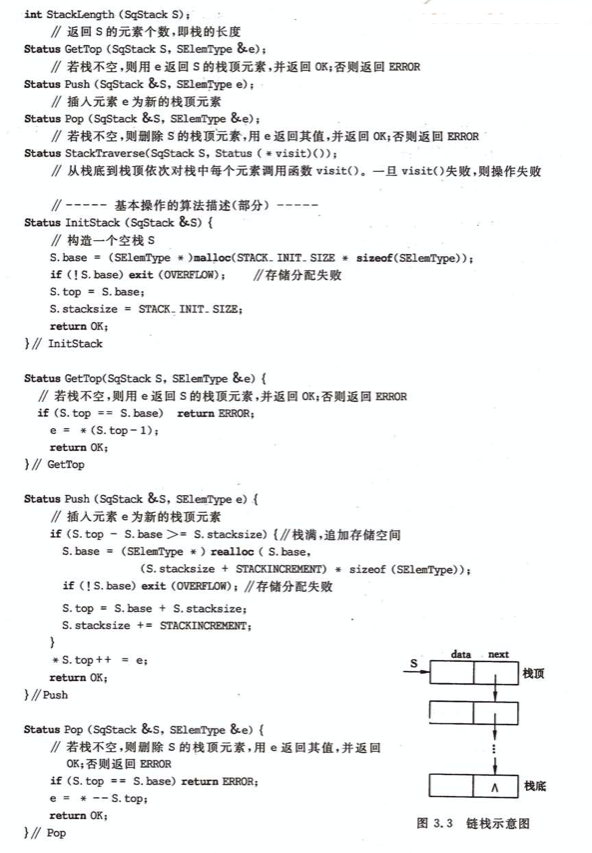 int StackLength (SqStack S);
// 返回 S 的元素个数,即栈的长度
Status GetTop (SqStack S, SElemType &e);
// 若栈不空,则用 e 返回 S 的栈顶元素,并返回 OK;否则返回 ERROR
Status Push (SqStack &S, SElemType e);
// 插入元素 e 为新的栈顶元素
Status Pop (SqStack &S, SElemType &e);
// 若栈不空,则删除 S 的栈顶元素,用 e 返回其值,并返回 OK;否则返回 ERROR
Status StackTraverse(SqStack S, Status ( * visit)());
// 从栈底到栈顶依次对栈中每个元素调用函数 visit()。一旦 visit()失败,则操作失败
// ----- 基本操作的算法描述(部分) -----
Status InitStack (SqStack &S) {
// 构造一个空栈 S
S.base = (SElemType * )malloc(STACK_INIT_SIZE * sizeof(SElemType));
if (!S.base) exit (OVERFLOW); //存储分配失败
S.top = S.base;
S.stacksize = STACK_INIT_SIZE;
return OK;
}// InitStack
Status GetTop(SqStack S, SElemType &e) {
// 若栈不空,则用 e 返回 S 的栈顶元素,并返回 OK;否则返回 ERROR
if (S.top == S.base) return ERROR;
e = * (S.top-1);
return OK;
}// GetTop
Status Push (SqStack &S, SElemType e) {
// 插入元素 e 为新的栈顶元素
if (S.top - S.base >= S.stacksize) {//栈满,追加存储空间
S.base = (SElemType * ) realloc ( S.base,
(S.stacksize + STACKINCREMENT) * sizeof (SElemType));
if (!S.base) exit (OVERFLOW); //存储分配失败
S.top = S.base + S.stacksize;
S.stacksize += STACKINCREMENT;
}
* S.top++ = e;
return OK;
}//Push
Status Pop (SqStack &S, SElemType &e) {
// 若栈不空,则删除 S 的栈顶元素,用 e 返回其值,并返回
OK;否则返回 ERROR
if (S.top == S.base) return ERROR;
e = * --S.top;
return OK;
}// Pop
data next
S
栈顶
⋮
∧ 栈底
图 3.3 链栈示意图